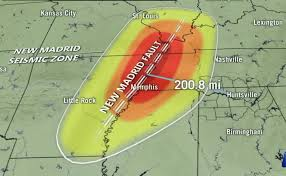 Kansas City
St Louis
Lexington
NEW MADRID
SEISMIC ZONE
NEW MADRID FAULT
Nashville
200.8 mi
Memphis
Little Rock
Huntsville
Birmingham